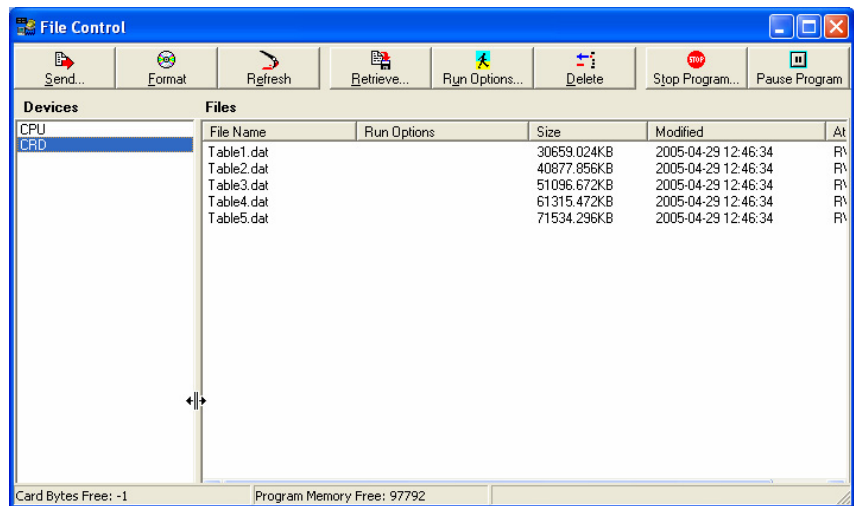 File Control
Send... Format Refresh Retrieve... Run Options... Delete Stop Program... Pause Program
Devices Files
CPU
CRD
File Name Run Options Size Modified At
Table1.dat 30659.024KB 2005-04-29 12:46:34
Table2.dat 40877.856KB 2005-04-29 12:46:34
Table3.dat 51096.672KB 2005-04-29 12:46:34
Table4.dat 61315.472KB 2005-04-29 12:46:34
Table5.dat 71534.296KB 2005-04-29 12:46:34
Card Bytes Free: -1 Program Memory Free: 97792